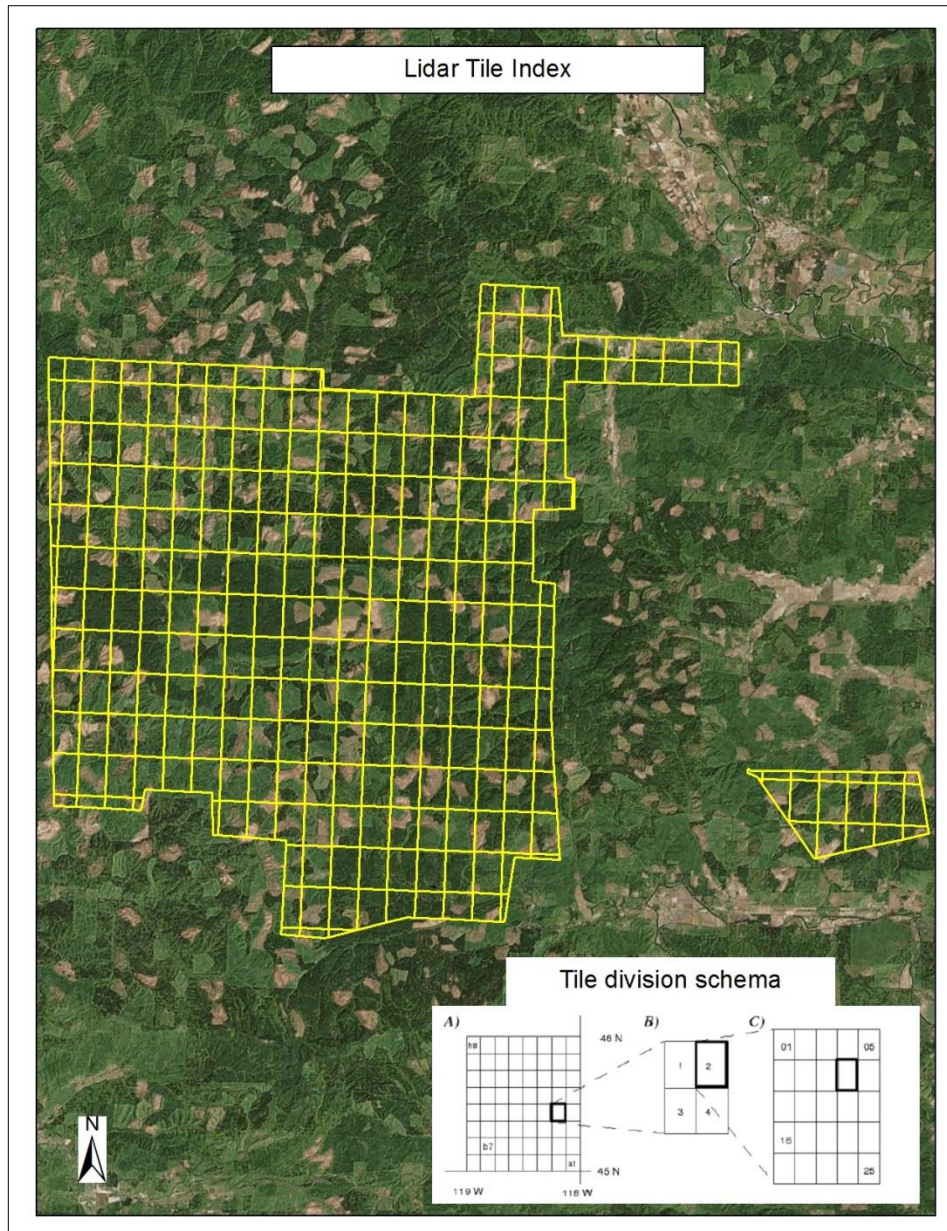 Lidar Tile Index
Tile division schema
A)
46 N
B)
C)
h8
1
2
01
05
3
4
b7
16
a1
25
45 N
119 W
118 W
N